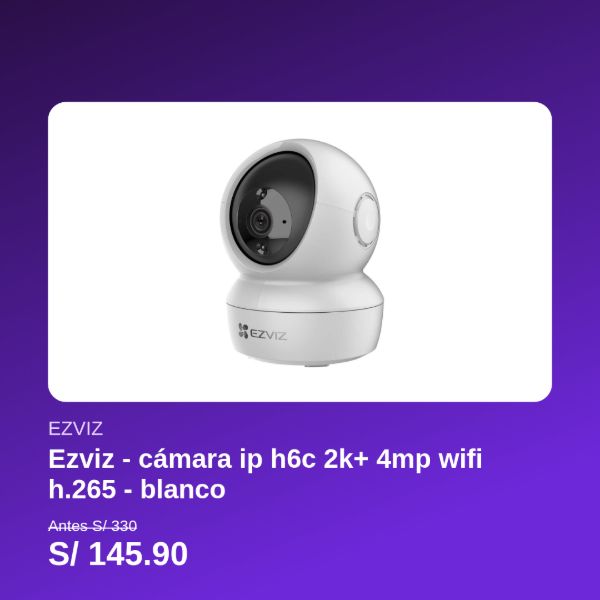 EZVIZ
EZVIZ
Ezviz - cámara ip h6c 2k+ 4mp wifi
h.265 - blanco
Antes S/ 330
S/ 145.90